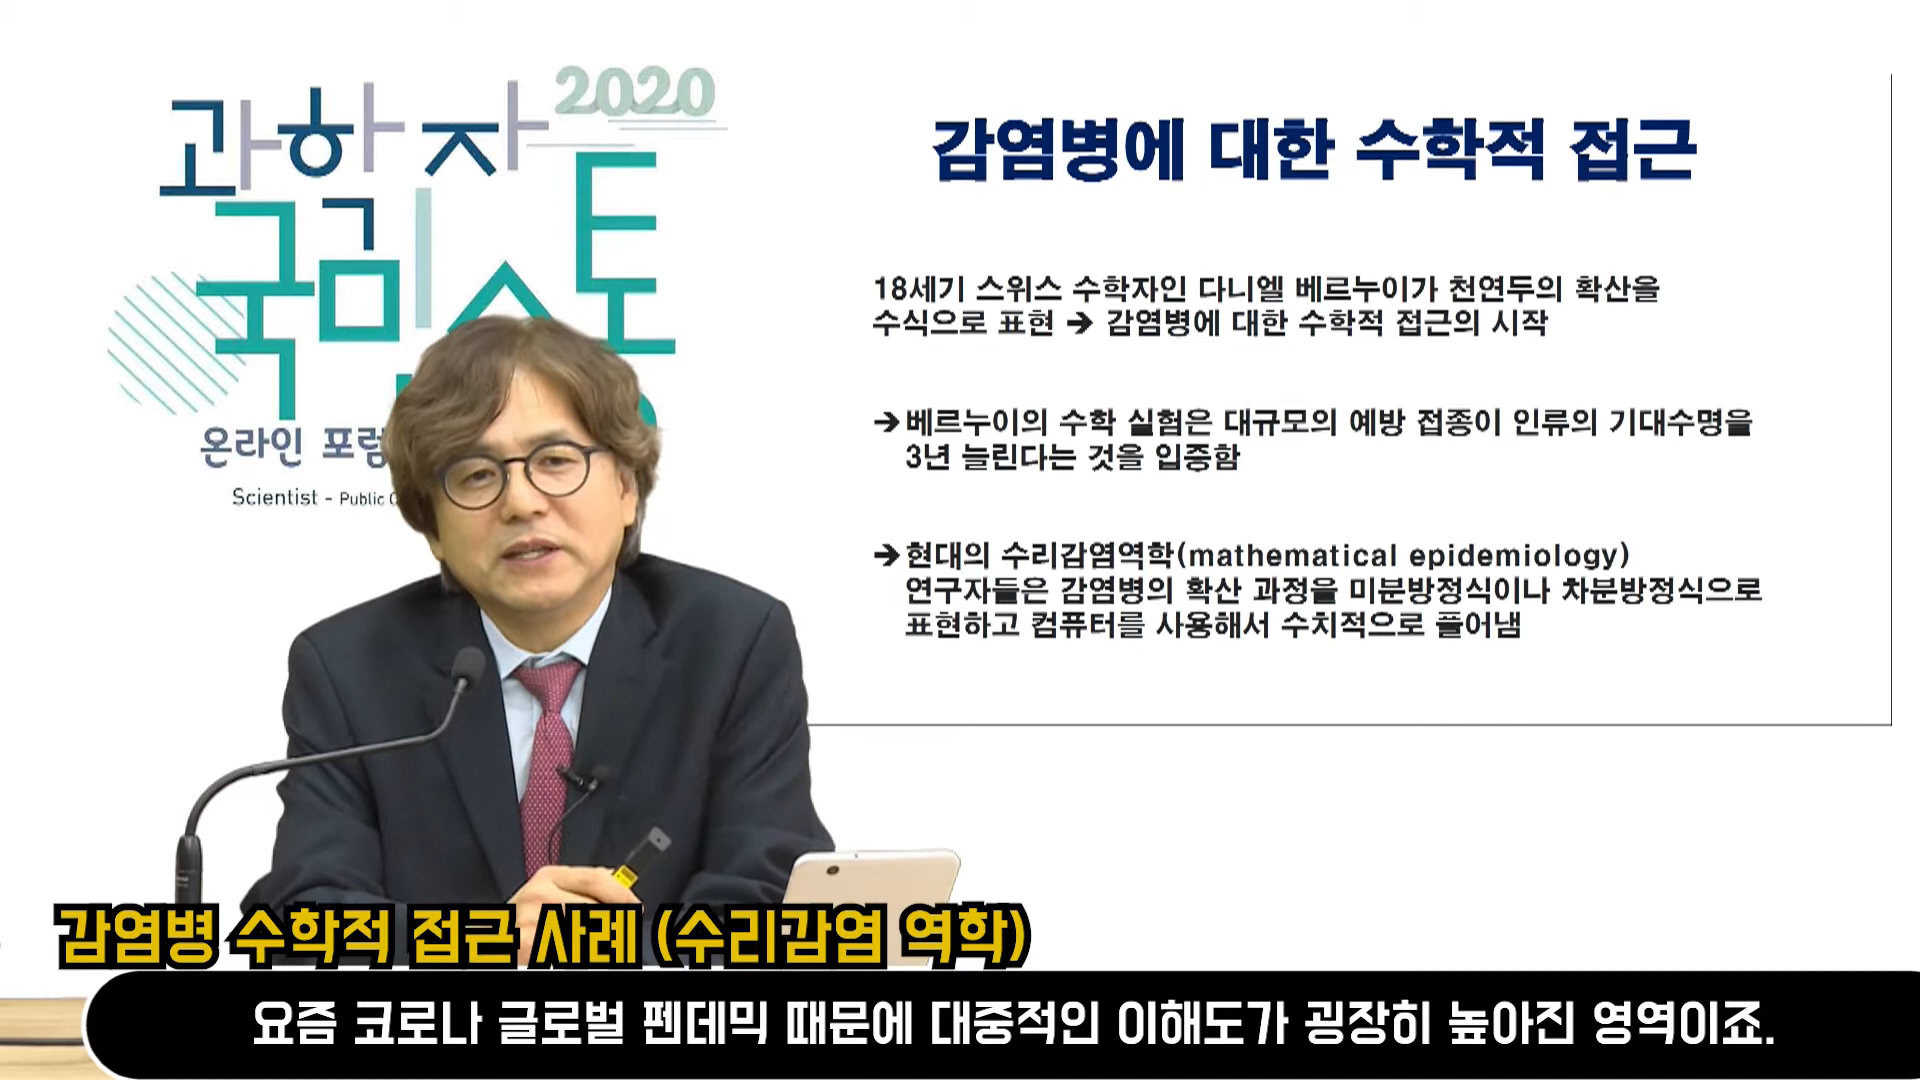 2020
과학자
국민소통
온라인 포럼
Scientist - Public
감염병에 대한 수학적 접근
18세기 스위스 수학자인 다니엘 베르누이가 천연두의 확산을
수식으로 표현 → 감염병에 대한 수학적 접근의 시작
→ 베르누이의 수학 실험은 대규모의 예방 접종이 인류의 기대수명을
3년 늘린다는 것을 입증함
→ 현대의 수리감염역학(mathematical epidemiology)
연구자들은 감염병의 확산 과정을 미분방정식이나 차분방정식으로
표현하고 컴퓨터를 사용해서 수치적으로 풀어냄
감염병 수학적 접근 사례 (수리감염 역학)
요즘 코로나 글로벌 펜데믹 때문에 대중적인 이해도가 굉장히 높아진 영역이죠.